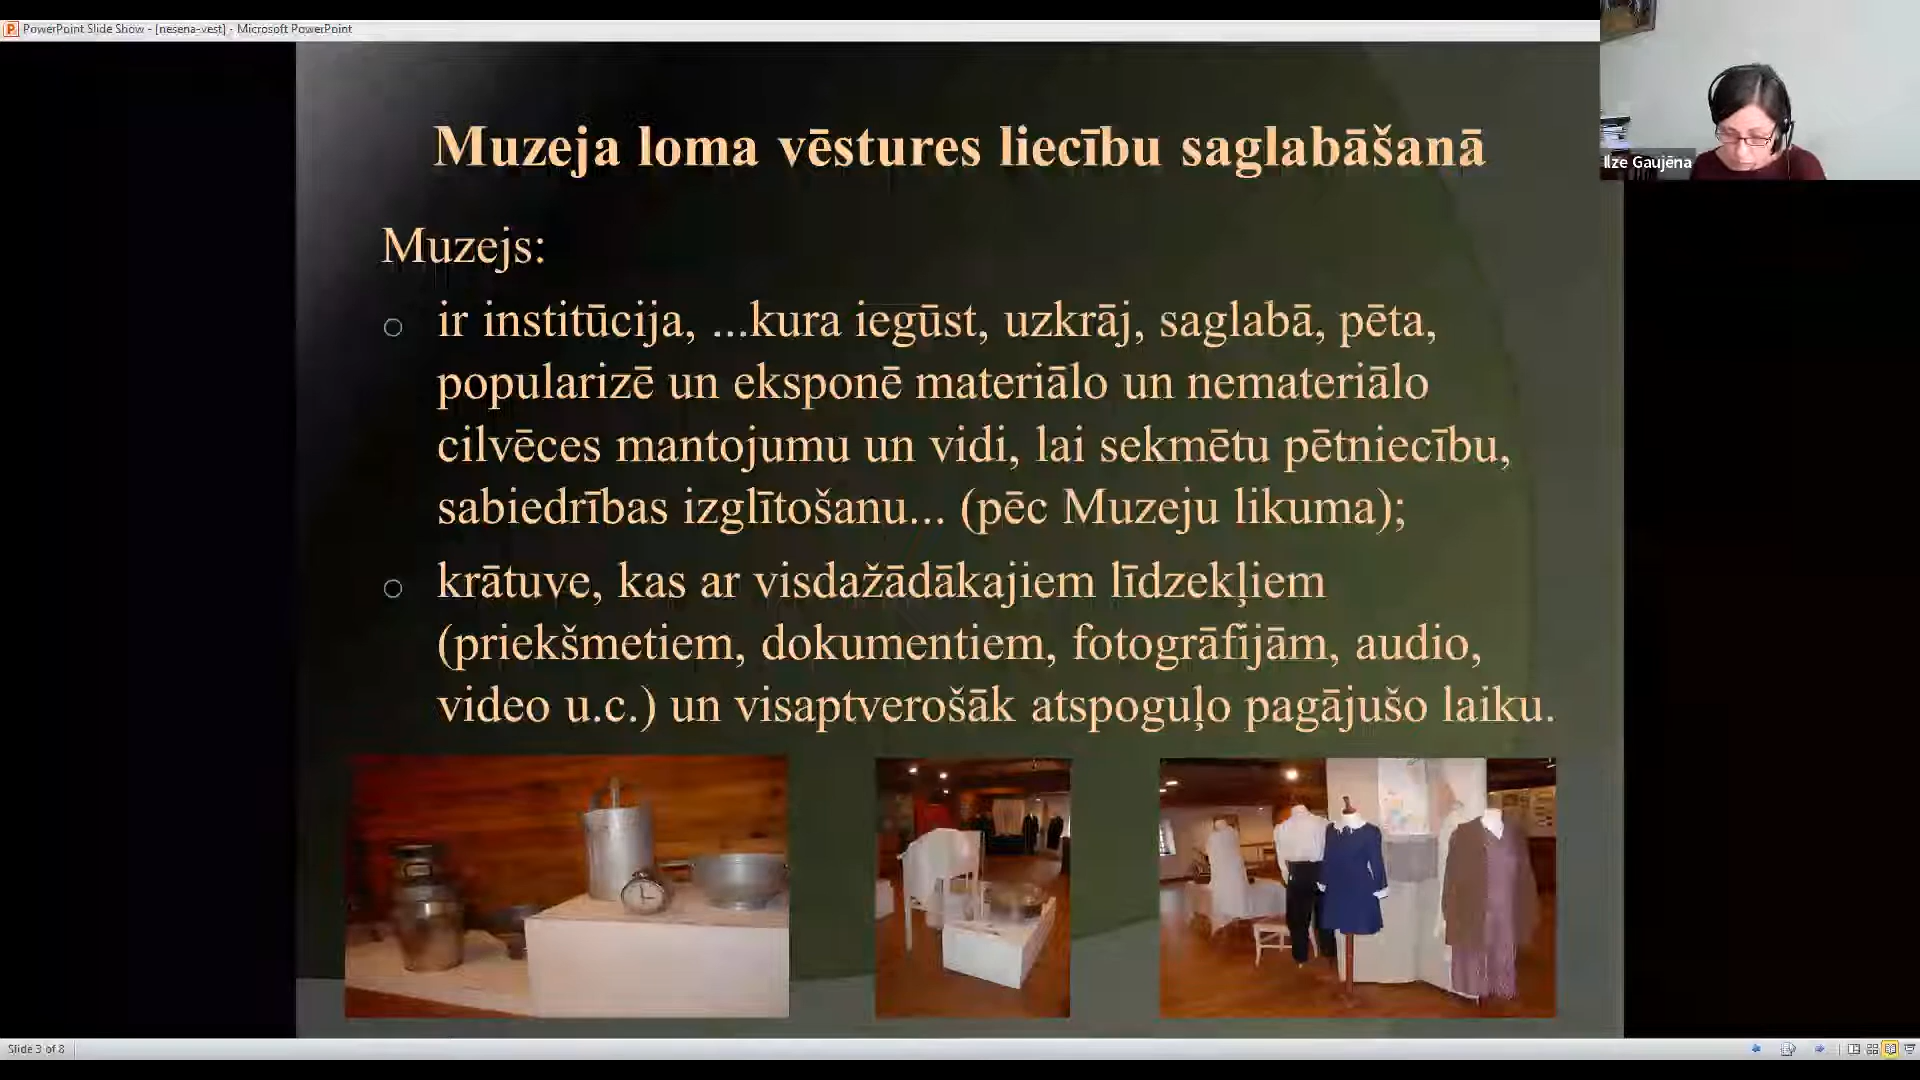 PowerPoint Slide Show - [nesena-vest] - Microsoft PowerPoint
Ilze Gaujēna
Muzeja loma vēstures liecību saglabāšanā
Muzejs:
ir institūcija, ...kura iegūst, uzkrāj, saglabā, pēta,
popularizē un eksponē materiālo un nemateriālo
cilvēces mantojumu un vidi, lai sekmētu pētniecību,
sabiedrības izglītošanu... (pēc Muzeju likuma);
krātuve, kas ar visdažādākajiem līdzekļiem
(priekšmetiem, dokumentiem, fotogrāfijām, audio,
video u.c.) un visaptverošāk atspoguļo pagājušo laiku.
Slide 3 of 8